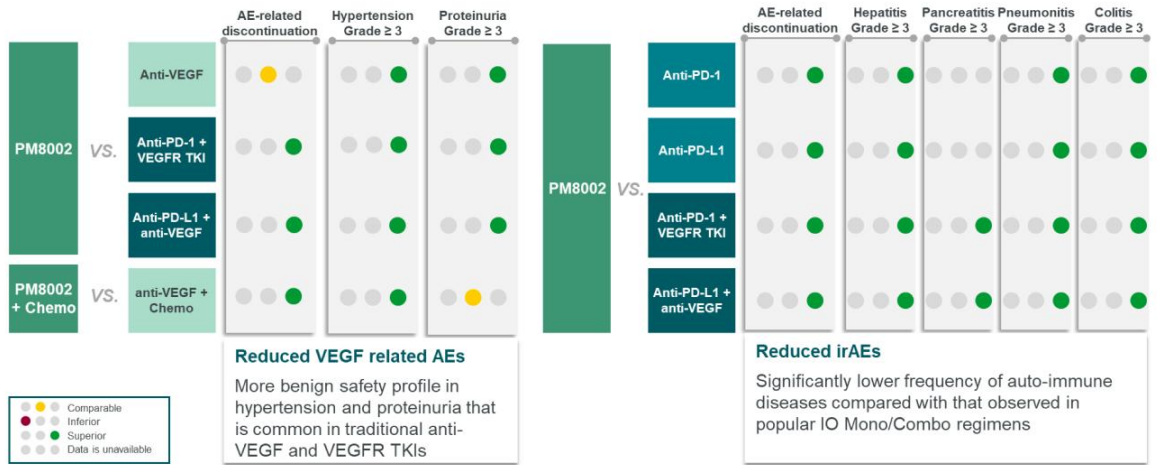 AE-related
discontinuation
Hypertension
Grade ≥ 3
Proteinuria
Grade ≥ 3
PM8002
VS.
Anti-VEGF
Anti-PD-1 +
VEGFR TKI
Anti-PD-L1 +
anti-VEGF
PM8002
+ Chemo
VS.
anti-VEGF +
Chemo
Reduced VEGF related AEs
More benign safety profile in
hypertension and proteinuria that
is common in traditional anti-
VEGF and VEGFR TKIs
Comparable
Inferior
Superior
Data is unavailable
AE-related
discontinuation
Hepatitis
Grade ≥ 3
Pancreatitis
Grade ≥ 3
Pneumonitis
Grade ≥ 3
Colitis
Grade ≥ 3
PM8002
VS.
Anti-PD-1
Anti-PD-L1
Anti-PD-1 +
VEGFR TKI
Anti-PD-L1 +
anti-VEGF
Reduced irAEs
Significantly lower frequency of auto-immune
diseases compared with that observed in
popular IO Mono/Combo regimens